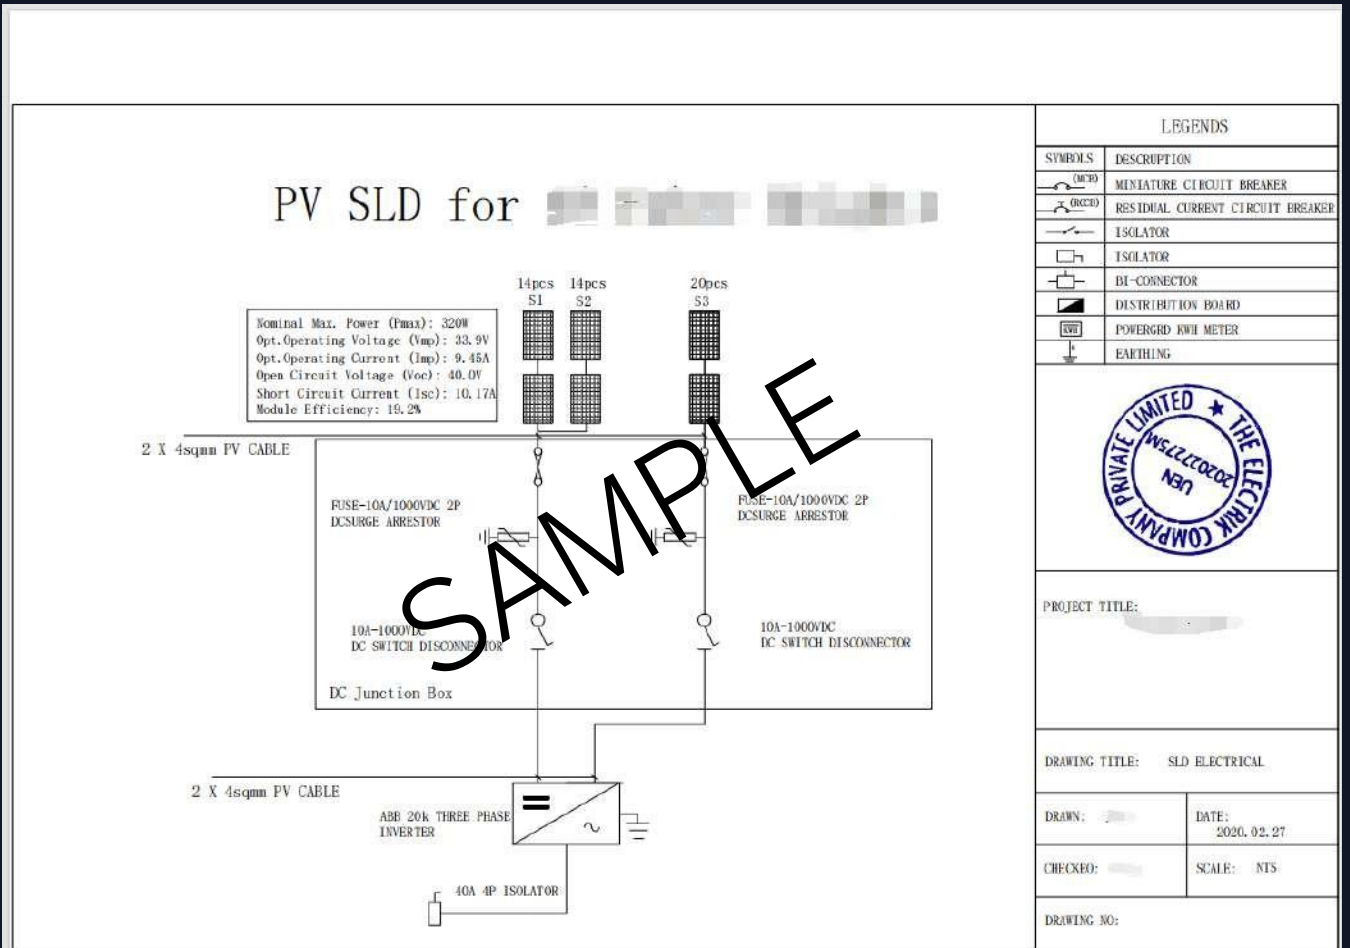 PV SLD for
14pcs 14pcs 20pcs
S1 S2 S3
Nominal Max. Power (Pmax): 320W
Opt.Operating Voltage (Vmp): 33.9V
Opt.Operating Current (Imp): 9.45A
Open Circuit Voltage (Voc): 40.0V
Short Circuit Current (Isc): 10.17A
Module Efficiency: 19.2%
2 X 4sqmm PV CABLE
FUSE-10A/1000VDC 2P
DCSURGE ARRESTOR
FUSE-10A/1000VDC 2P
DCSURGE ARRESTOR
SAMPLE
10A-1000VDC
DC SWITCH DISCONNECTOR
10A-1000VDC
DC SWITCH DISCONNECTOR
DC Junction Box
2 X 4sqmm PV CABLE
ABB 20k THREE PHASE
INVERTER
40A 4P ISOLATOR
LEGENDS
SYMBOLS DESCRUPTION
(MCB) MINIATURE CIRCUIT BREAKER
(RCCB) RESIDUAL CURRENT CIRCUIT BREAKER
ISOLATOR
ISOLATOR
BI-CONNECTOR
DISTRIBUTION BOARD
KWH POWERGRD KWH METER
EARTHING
THE ELECTRIK COMPANY PRIVATE LIMITED
UEN
202027275M
PROJECT TITLE:
DRAWING TITLE: SLD ELECTRICAL
DRAWN:
DATE:
2020.02.27
CHECKEO:
SCALE: NTS
DRAWING NO: